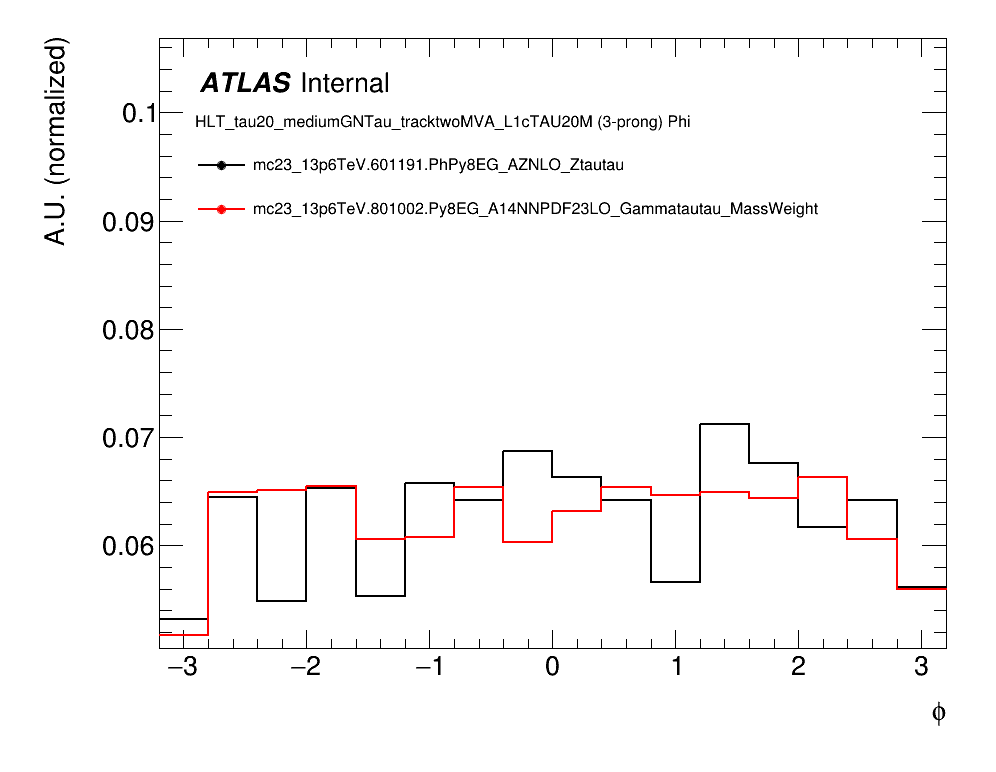 A.U. (normalized)
ATLAS Internal
HLT_tau20_mediumGNTau_tracktwoMVA_L1cTAU20M (3-prong) Phi
mc23_13p6TeV.601191.PhPy8EG_AZNLO_Ztautau
mc23_13p6TeV.801002.Py8EG_A14NNPDF23LO_Gammatautau_MassWeight
0.1
0.09
0.08
0.07
0.06
−3 −2 −1 0 1 2 3
ϕ